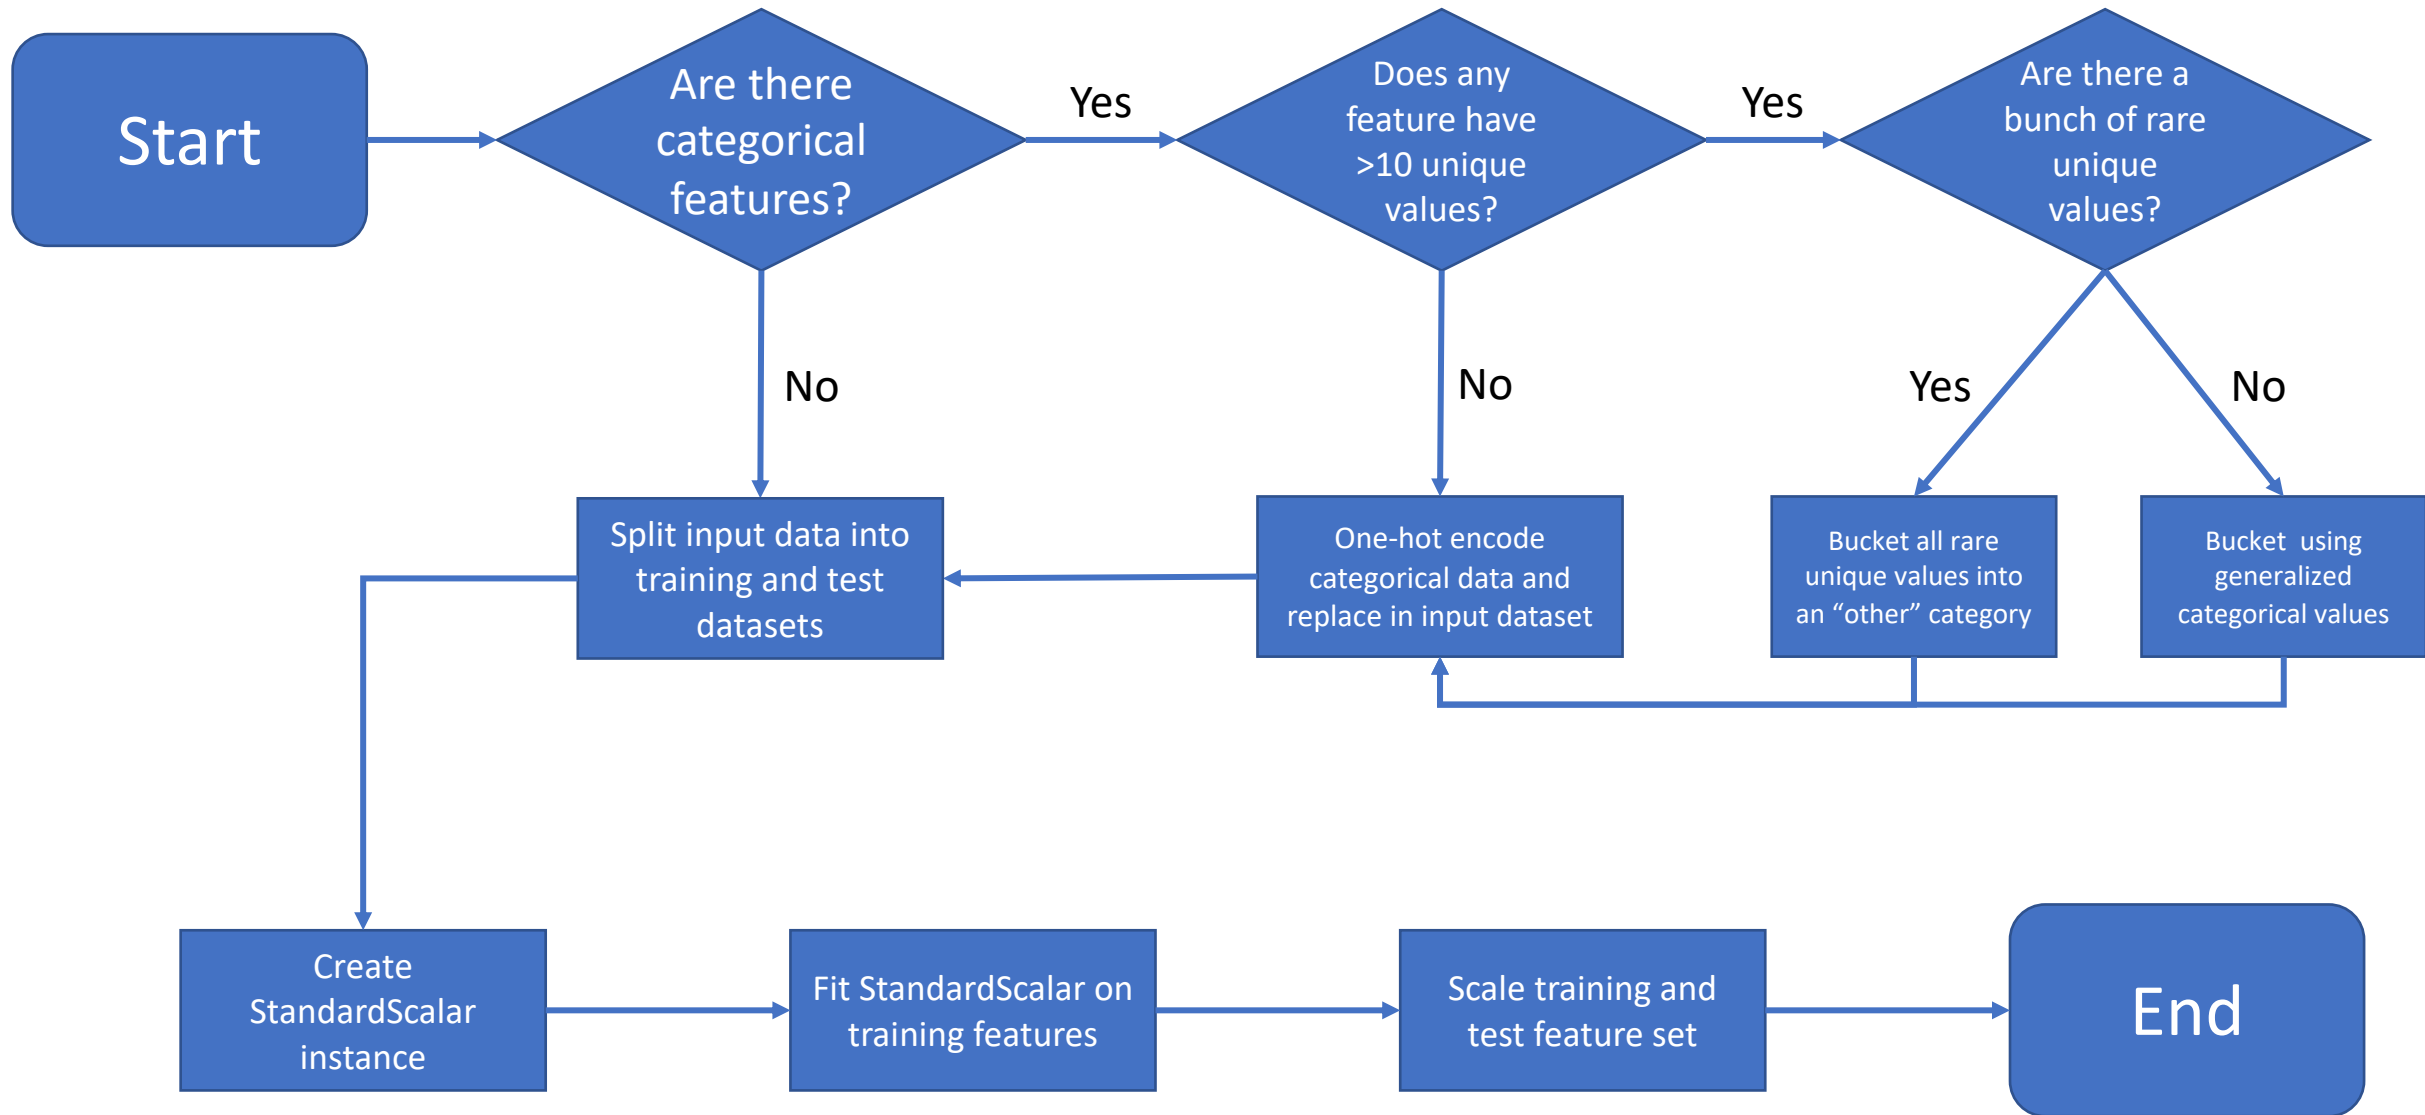 Start
Are there
categorical
features?
Yes
Does any
feature have
>10 unique
values?
Yes
Are there a
bunch of rare
unique
values?
No
No
Yes
No
Split input data into
training and test
datasets
One-hot encode
categorical data and
replace in input dataset
Bucket all rare
unique values into
an “other” category
Bucket  using
generalized
categorical values
Create
StandardScalar
instance
Fit StandardScalar on
training features
Scale training and
test feature set
End